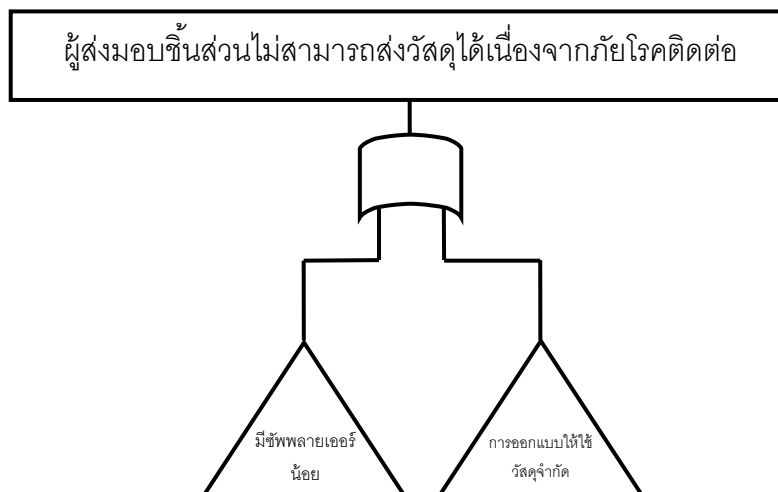 ผู้ส่งมอบชิ้นส่วนไม่สามารถส่งวัสดุได้เนื่องจากภัยโรคติดต่อ
มีซัพพลายเออร์
น้อย
การออกแบบให้ใช้
วัสดุจำกัด